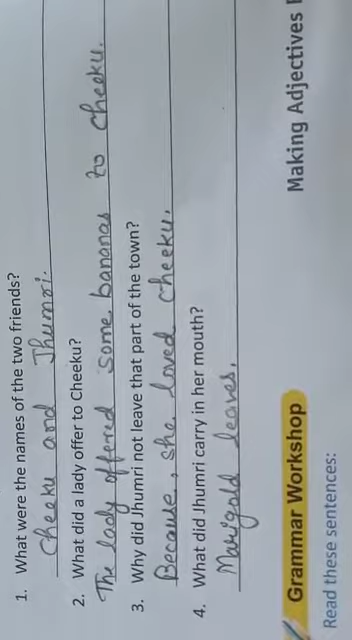 1. What were the names of the two friends?
Cheeku and Jhumri.
2. What did a lady offer to Cheeku?
The lady offered some bananas to cheeku.
3. Why did Jhumri not leave that part of the town?
Because, she loved cheeku.
4. What did Jhumri carry in her mouth?
Marigold leaves.
Grammar Workshop
Making Adjectives
Read these sentences: